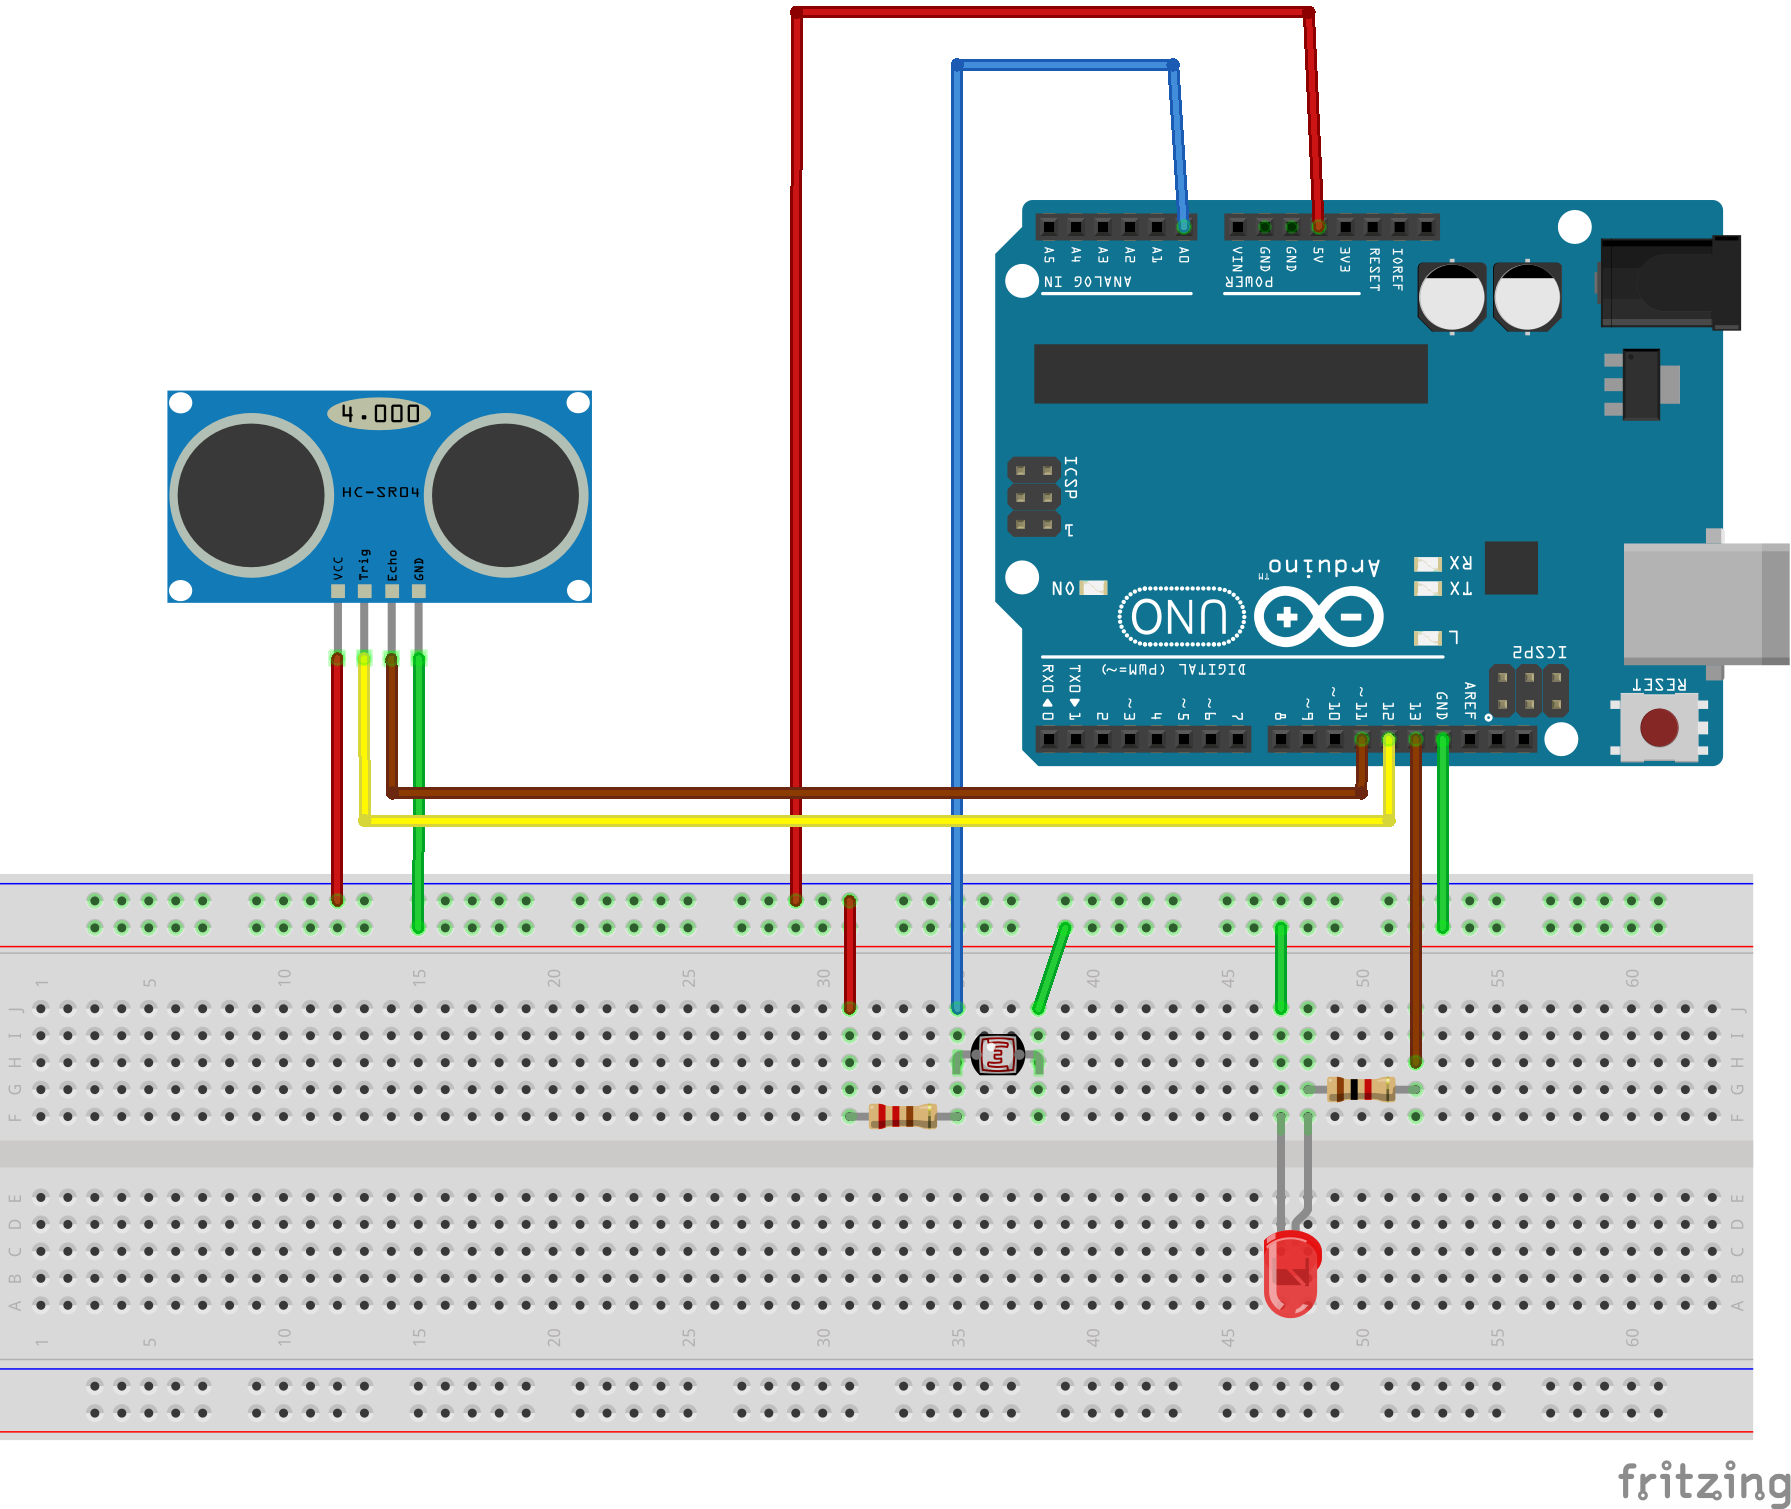 A5 A4 A3 A2 A1 A0
VIN GND GND 5V 3V3 RESET IOREF
ANALOG IN
POWER
4.000
HC-SR04
VCC Trig Echo GND
ICSP
1
Arduino™
RX
TX
ON
UNO
L
ICSP2
DIGITAL (PWM=~)
RX0 TX0
0 1 2 ~3 4 ~5 ~6 7 8 ~9 ~10 ~11 12 13 GND AREF
RESET
1 5 10 15 20 25 30 40 45 50 55 60
J J
I I
H H
G G
F F
E E
D D
C C
B B
A A
1 5 10 15 20 25 30 35 40 45 50 55 60
fritzing